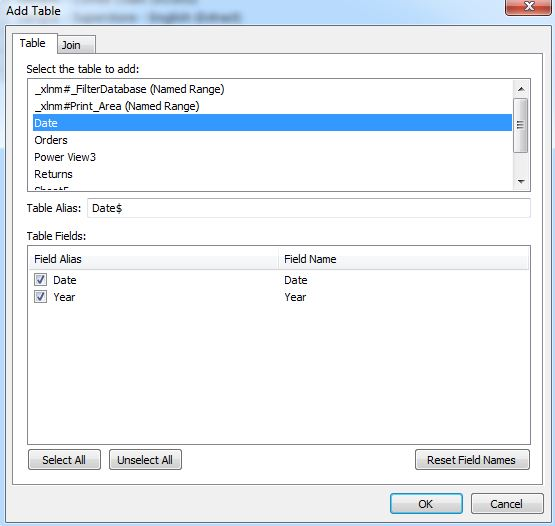 Add Table
Table Join
Select the table to add:
_xlnm#_FilterDatabase (Named Range)
_xlnm#Print_Area (Named Range)
Date
Orders
Power View3
Returns
Table Alias: Date$
Table Fields:
Field Alias Field Name
Date Date
Year Year
Select All Unselect All Reset Field Names
OK Cancel